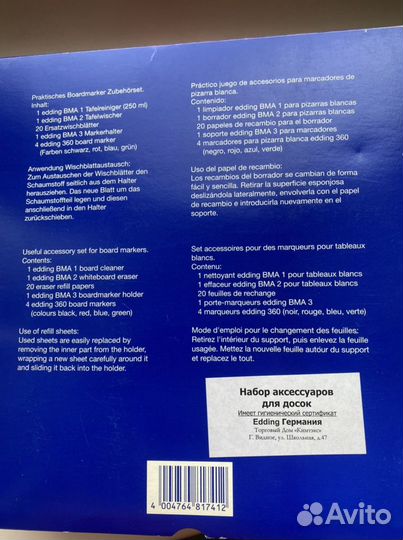 Praktisches Boardmarker Zubehörset.
Inhalt:
1 edding BMA 1 Tafelreiniger (250 ml)
1 edding BMA 2 Tafelwischer
20 Ersatzwischblätter
1 edding BMA 3 Markerhalter
4 edding 360 board marker
(Farben schwarz, rot, blau, grün)
Anwendung Wischblattaustausch:
Zum Austauschen der Wischblätter den
Schaumstoff seitlich aus dem Halter
herausziehen. Das neue Blatt um das
Schaumstoffteil legen und diesen
anschließend in den Halter
zurückschieben.
Práctico juego de accesorios para marcadores de
pizarra blanca.
Contenido:
1 limpiador edding BMA 1 para pizarras blancas
1 borrador edding BMA 2 para pizarras blancas
20 papeles de recambio para el borrador
1 soporte edding BMA 3 para marcadores
4 marcadores para pizarra blanca edding 360
(negro, rojo, azul, verde)
Uso del papel de recambio:
Los recambios del borrador se cambian de forma
fácil y sencilla. Retirar la superficie esponjosa
deslizándola lateralmente, envolverla con el papel
de recambio e introducirla nuevamente en el
soporte.
Useful accessory set for board markers.
Contents:
1 edding BMA 1 board cleaner
1 edding BMA 2 whiteboard eraser
20 eraser refill papers
1 edding BMA 3 boardmarker holder
4 edding 360 board markers
(colours black, red, blue, green)
Use of refill sheets:
Used sheets are easily replaced by
removing the inner part from the holder,
wrapping a new sheet carefully around it
and sliding it back into the holder.
Set accessoires pour des marqueurs pour tableaux
blancs.
Contenu:
1 nettoyant edding BMA 1 pour tableaux blancs
1 effaceur edding BMA 2 pour tableaux blancs
20 feuilles de rechange
1 porte-marqueurs edding BMA 3
4 marqueurs edding 360 (noir, rouge, bleu, verte)
Mode d'emploi pour le changement des feuilles:
Retirez l'intérieur du support, puis enlevez la feuille
usagée. Mettez la nouvelle feuille autour du support
et replacez le tout.
Набор аксессуаров
для досок
Имеет гигиенический сертификат
Edding Германия
Торговый Дом «Кимтэкс»
Г. Видное, ул. Школьная, д.47
4 004764 817412
Avito